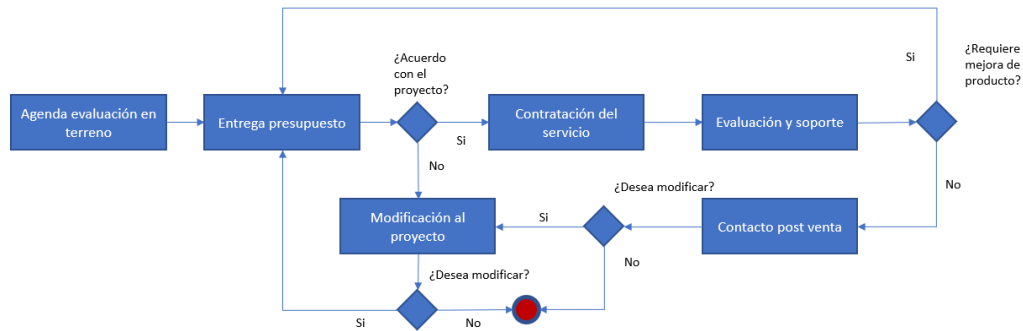 ¿Requiere
mejora de
producto?
Si
¿Acuerdo
con el
proyecto?
Agenda evaluación en
terreno
Entrega presupuesto
Si
Contratación del
servicio
Evaluación y soporte
No
No
¿Desea modificar?
Modificación al
proyecto
Si
Contacto post venta
No
¿Desea modificar?
Si
No